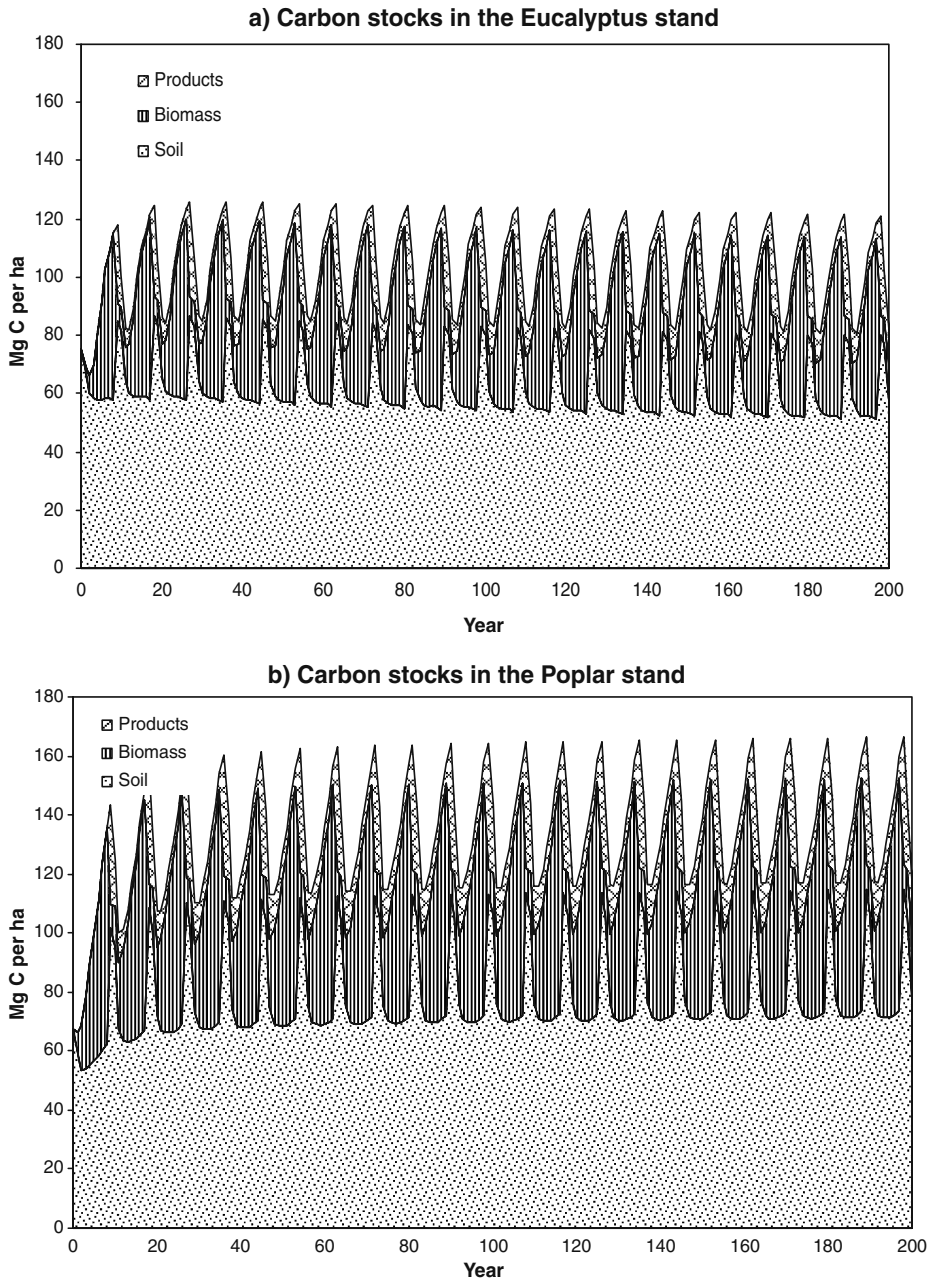 a) Carbon stocks in the Eucalyptus stand
180
160
140
120
100
80
60
40
20
0
Mg C per ha
Products
Biomass
Soil
0 20 40 60 80 100 120 140 160 180 200
Year
b) Carbon stocks in the Poplar stand
180
160
140
120
100
80
60
40
20
0
Mg C per ha
Products
Biomass
Soil
0 20 40 60 80 100 120 140 160 180 200
Year